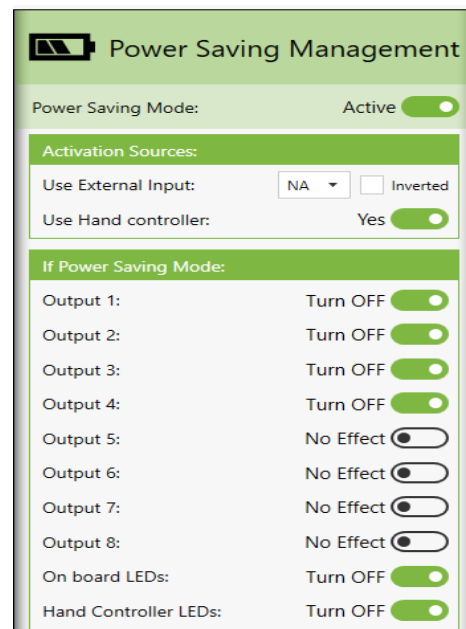 Power Saving Management
Power Saving Mode: Active
Activation Sources:
Use External Input: NA Inverted
Use Hand controller: Yes
If Power Saving Mode:
Output 1: Turn OFF
Output 2: Turn OFF
Output 3: Turn OFF
Output 4: Turn OFF
Output 5: No Effect
Output 6: No Effect
Output 7: No Effect
Output 8: No Effect
On board LEDs: Turn OFF
Hand Controller LEDs: Turn OFF